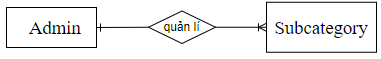 Admin
quản lí
Subcategory